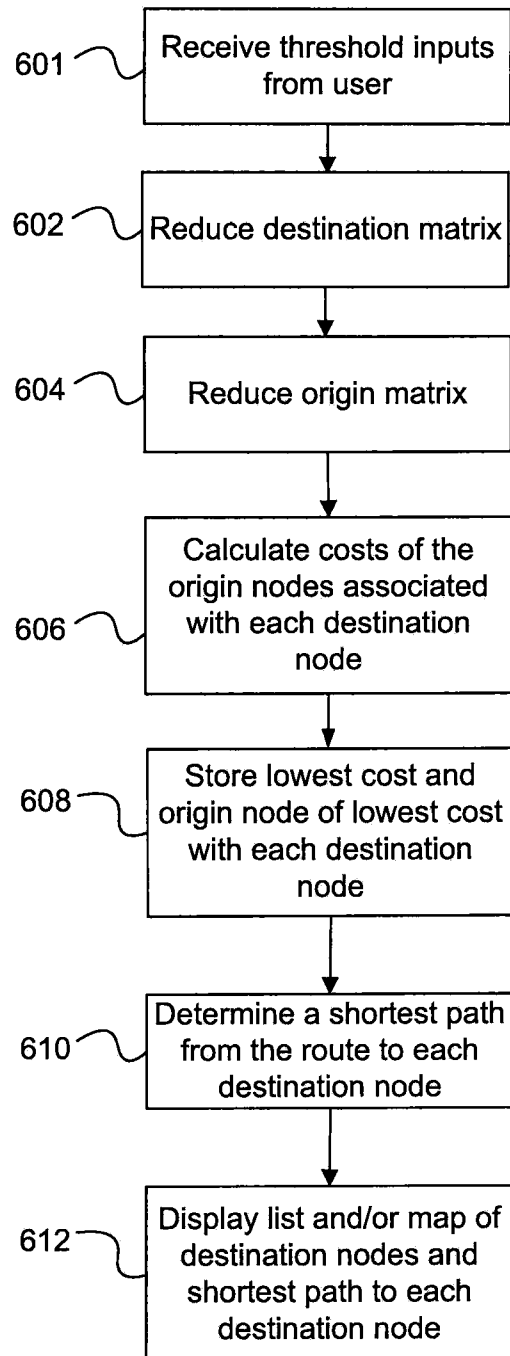 601
Receive threshold inputs
from user
602
Reduce destination matrix
604
Reduce origin matrix
606
Calculate costs of the
origin nodes associated
with each destination
node
608
Store lowest cost and
origin node of lowest cost
with each destination
node
610
Determine a shortest path
from the route to each
destination node
612
Display list and/or map of
destination nodes and
shortest path to each
destination node